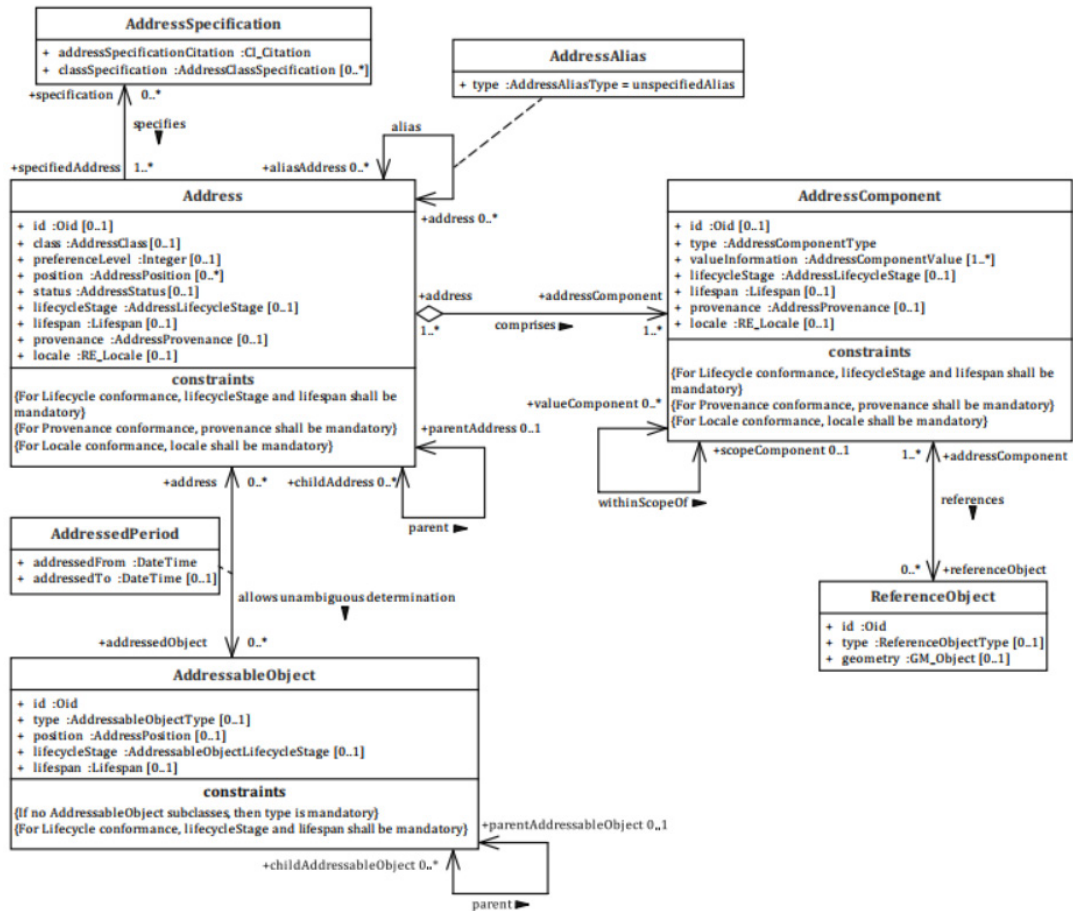 AddressSpecification
+ addressSpecificationCitation :CI_Citation
+ classSpecification :AddressClassSpecification [0..*]
+specification 0..*
specifies
+specifiedAddress 1..*
AddressAlias
+ type :AddressAliasType = unspecifiedAlias
alias
+aliasAddress 0..*
+address 0..*
Address
+ id :Oid [0..1]
+ class :AddressClass [0..1]
+ preferenceLevel :Integer [0..1]
+ position :AddressPosition [0..*]
+ status :AddressStatus [0..1]
+ lifecycleStage :AddressLifecycleStage [0..1]
+ lifespan :Lifespan [0..1]
+ provenance :AddressProvenance [0..1]
+ locale :RE_Locale [0..1]
constraints
{For Lifecycle conformance, lifecycleStage and lifespan shall be
mandatory}
{For Provenance conformance, provenance shall be mandatory}
{For Locale conformance, locale shall be mandatory}
+address
1..*
comprises
+addressComponent
1..*
AddressComponent
+ id :Oid [0..1]
+ type :AddressComponentType
+ valueInformation :AddressComponentValue [1..*]
+ lifecycleStage :AddressLifecycleStage [0..1]
+ lifespan :Lifespan [0..1]
+ provenance :AddressProvenance [0..1]
+ locale :RE_Locale [0..1]
constraints
{For Lifecycle conformance, lifecycleStage and lifespan shall be
mandatory}
{For Provenance conformance, provenance shall be mandatory}
{For Locale conformance, locale shall be mandatory}
+valueComponent 0..*
+scopeComponent 0..1
withinScopeOf
+parentAddress 0..1
+childAddress 0..*
parent
1..* +addressComponent
references
0..* +referenceObject
ReferenceObject
+ id :Oid
+ type :ReferenceObjectType [0..1]
+ geometry :GM_Object [0..1]
+address 0..*
AddressedPeriod
+ addressedFrom :DateTime
+ addressedTo :DateTime [0..1]
allows unambiguous determination
+addressedObject 0..*
AddressableObject
+ id :Oid
+ type :AddressableObjectType [0..1]
+ position :AddressPosition [0..1]
+ lifecycleStage :AddressableObjectLifecycleStage [0..1]
+ lifespan :Lifespan [0..1]
constraints
{If no AddressableObject subclasses, then type is mandatory}
{For Lifecycle conformance, lifecycleStage and lifespan shall be mandatory}
+parentAddressableObject 0..1
+childAddressableObject 0..*
parent